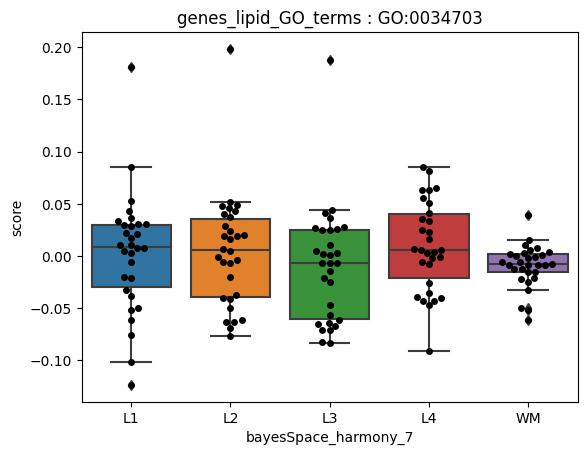 genes_lipid_GO_terms : GO:0034703
0.20
0.15
0.10
0.05
0.00
−0.05
−0.10
score
L1 L2 L3 L4 WM
bayesSpace_harmony_7